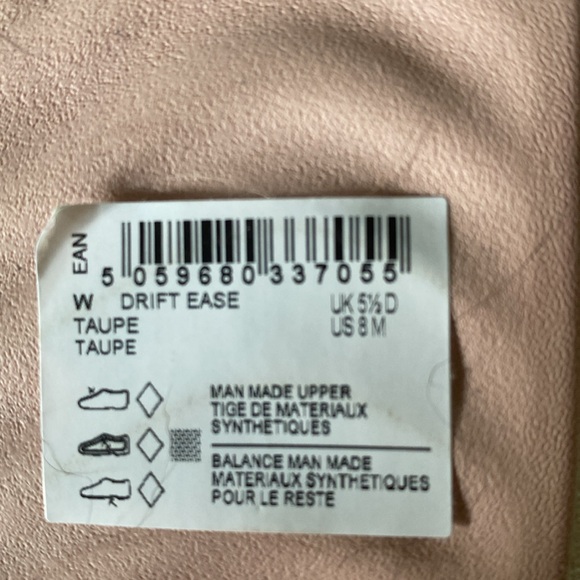 EAN
5 059680 337055
W DRIFT EASE UK 5½ D
TAUPE US 8 M
TAUPE
MAN MADE UPPER
TIGE DE MATERIAUX
SYNTHETIQUES
BALANCE MAN MADE
MATERIAUX SYNTHETIQUES
POUR LE RESTE